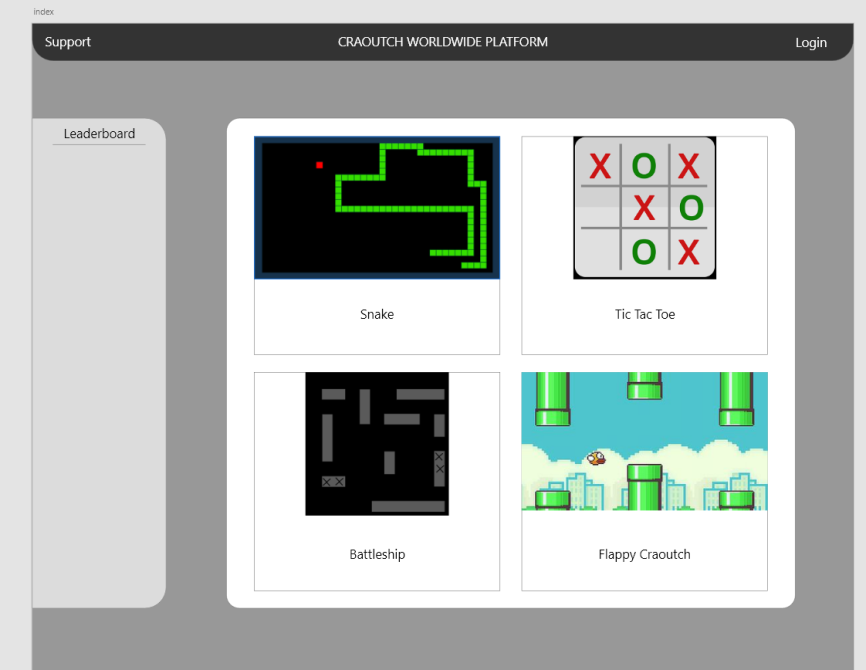 index
Support
CRAOUTCH WORLDWIDE PLATFORM
Login
Leaderboard
X O X
X O
O X
Snake
Tic Tac Toe
X
X
X X
Battleship
Flappy Craoutch